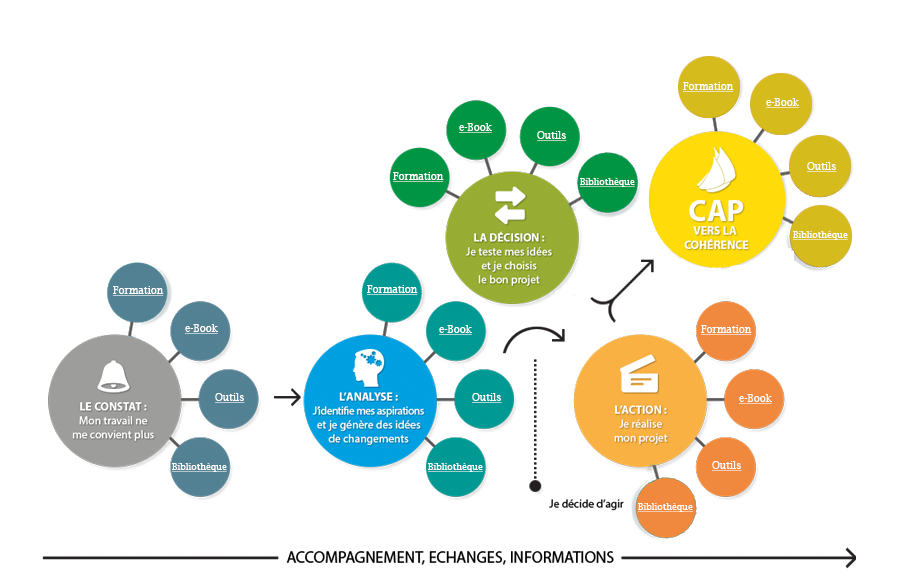 Formation
e-Book
Outils
Bibliothèque
LE CONSTAT :
Mon travail ne
me convient plus
Formation
e-Book
Outils
Bibliothèque
L'ANALYSE :
J'identifie mes aspirations
et je génère des idées
de changements
Formation
e-Book
Outils
Bibliothèque
LA DÉCISION :
Je teste mes idées
et je choisis
le bon projet
Je décide d'agir
Formation
e-Book
Outils
Bibliothèque
L'ACTION :
Je réalise
mon projet
Formation
e-Book
Outils
Bibliothèque
CAP
VERS LA
COHÉRENCE
ACCOMPAGNEMENT, ECHANGES, INFORMATIONS